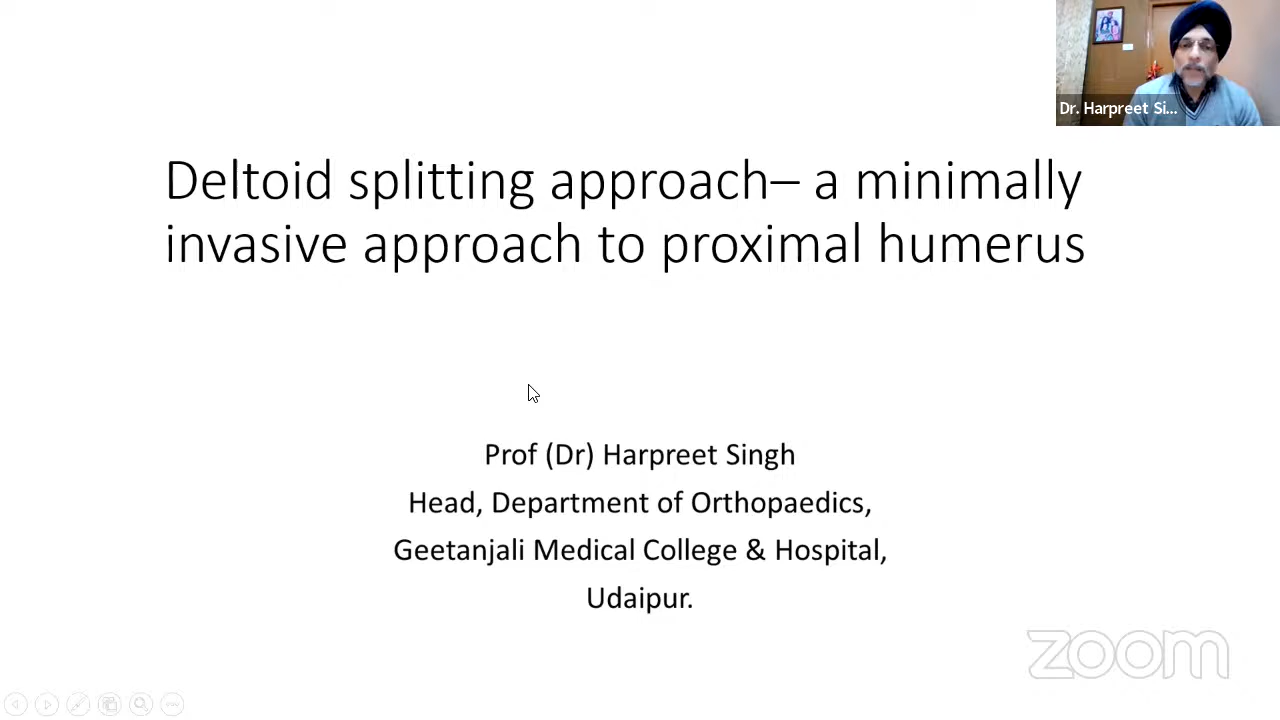 Dr. Harpreet Si...
Deltoid splitting approach– a minimally
invasive approach to proximal humerus
Prof (Dr) Harpreet Singh
Head, Department of Orthopaedics,
Geetanjali Medical College & Hospital,
Udaipur.
zoom